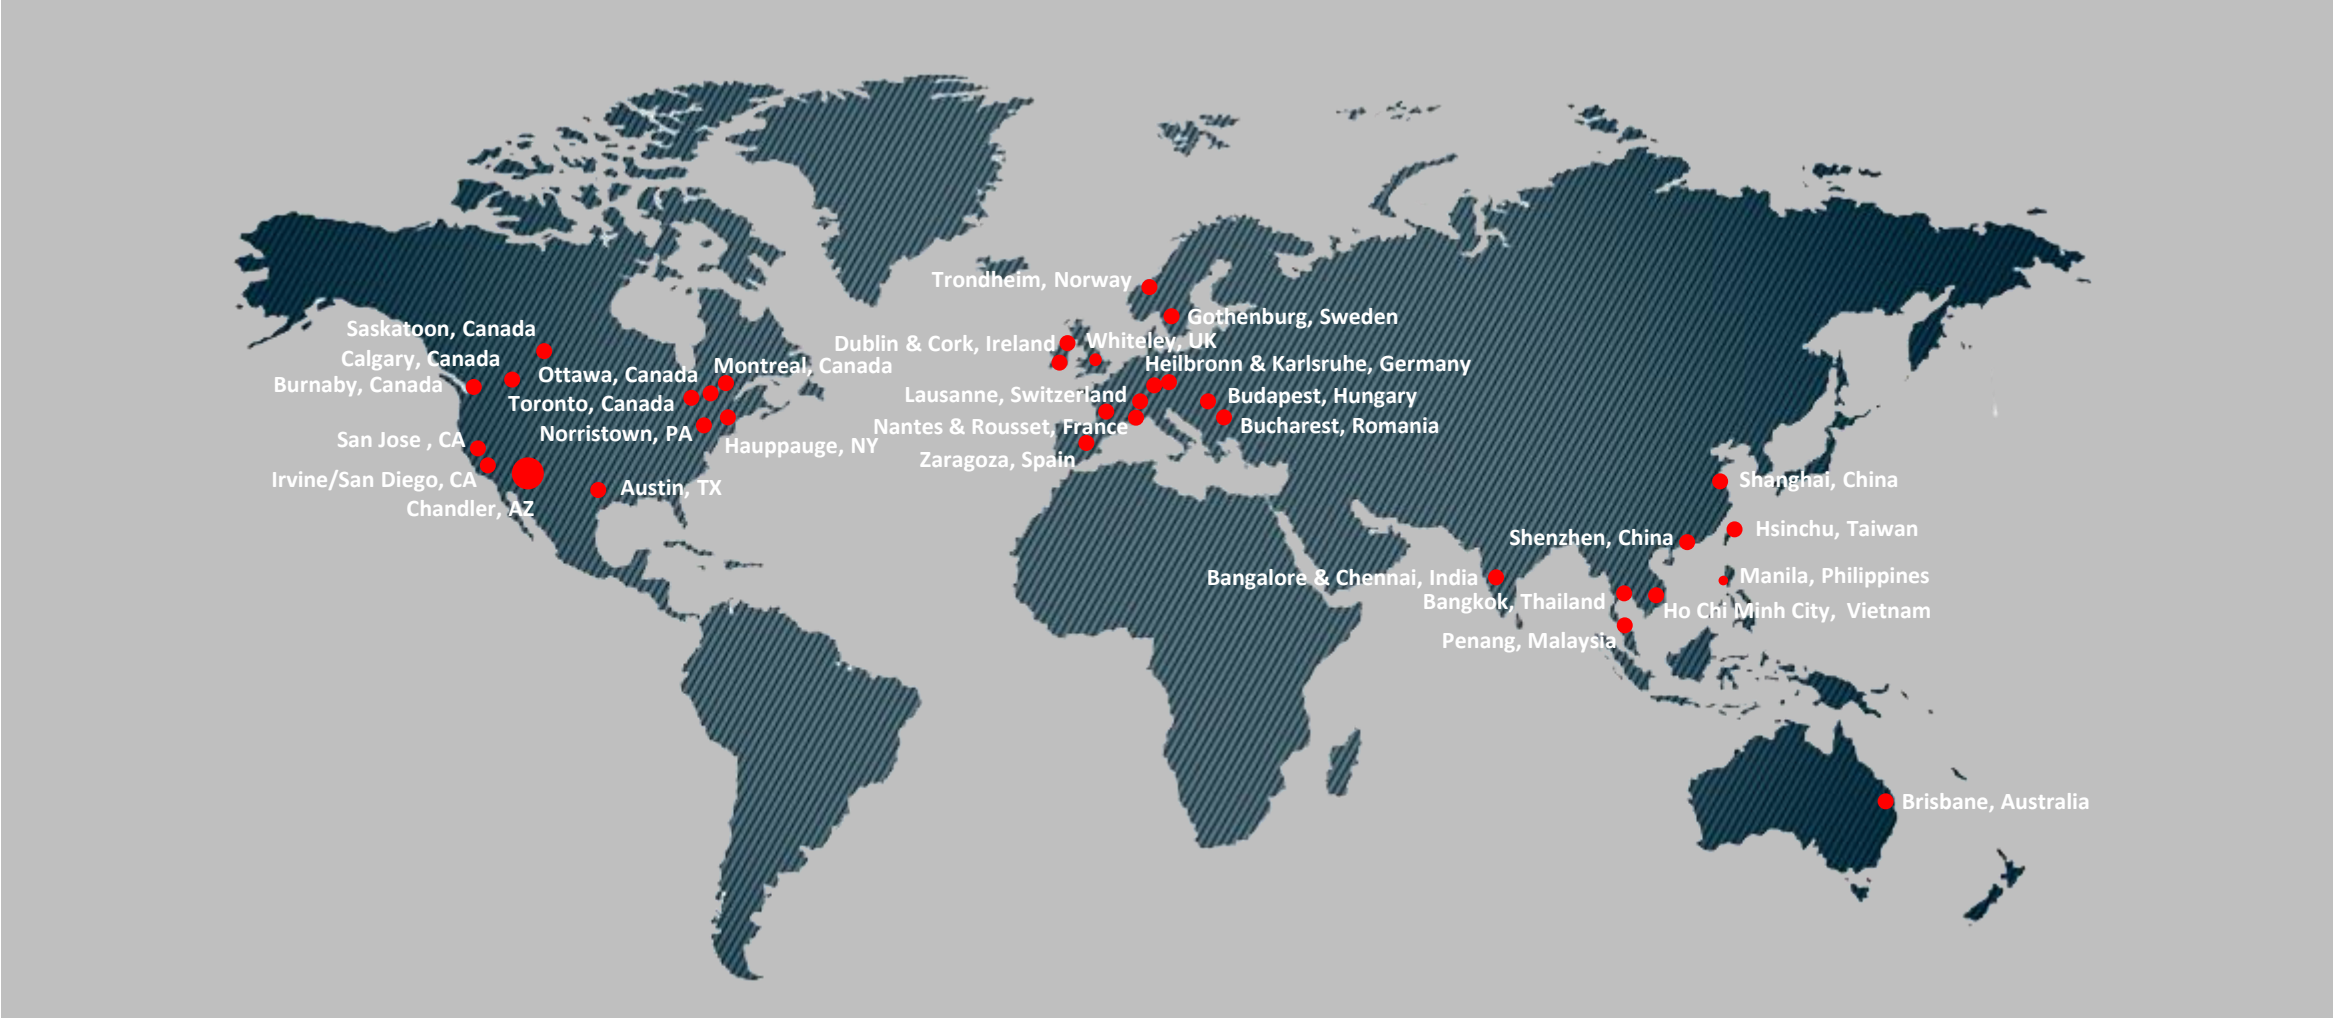 Trondheim, Norway
Gothenburg, Sweden
Saskatoon, Canada
Dublin & Cork, Ireland
Whiteley, UK
Calgary, Canada
Montreal, Canada
Heilbronn & Karlsruhe, Germany
Ottawa, Canada
Burnaby, Canada
Lausanne, Switzerland
Budapest, Hungary
Toronto, Canada
Nantes & Rousset, France
Bucharest, Romania
Norristown, PA
San Jose , CA
Hauppauge, NY
Zaragoza, Spain
Irvine/San Diego, CA
Shanghai, China
Austin, TX
Chandler, AZ
Hsinchu, Taiwan
Shenzhen, China
Manila, Philippines
Bangalore & Chennai, India
Bangkok, Thailand
Ho Chi Minh City,  Vietnam
Penang, Malaysia
Brisbane, Australia